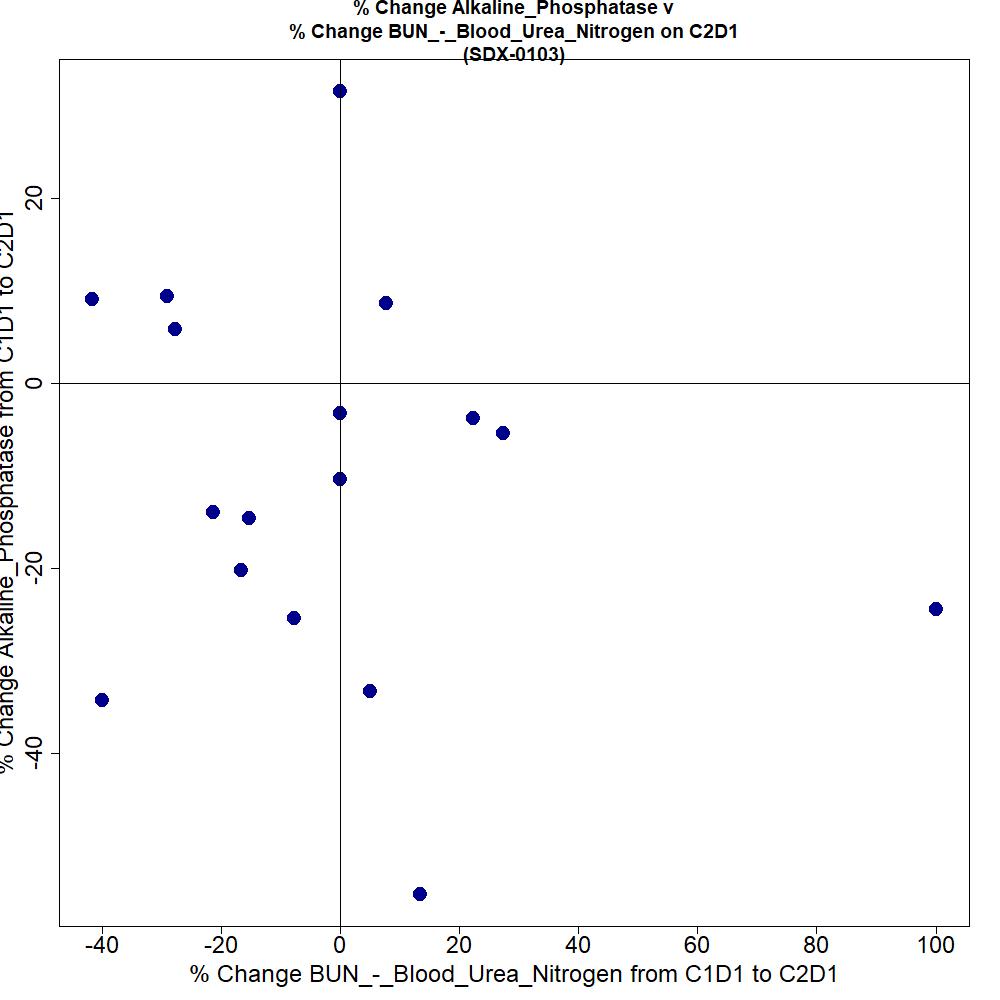 % Change Alkaline_Phosphatase v
% Change BUN_-_Blood_Urea_Nitrogen on C2D1
(SDX-0103)
% Change Alkaline_Phosphatase from C1D1 to C2D1
20
0
-20
-40
-40 -20 0 20 40 60 80 100
% Change BUN_-_Blood_Urea_Nitrogen from C1D1 to C2D1